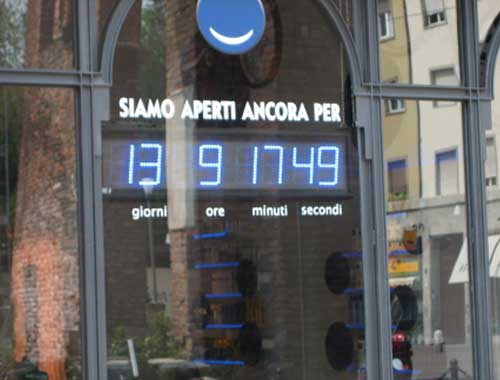 SIAMO APERTI ANCORA PER
13 9 17 49
giorni ore minuti secondi